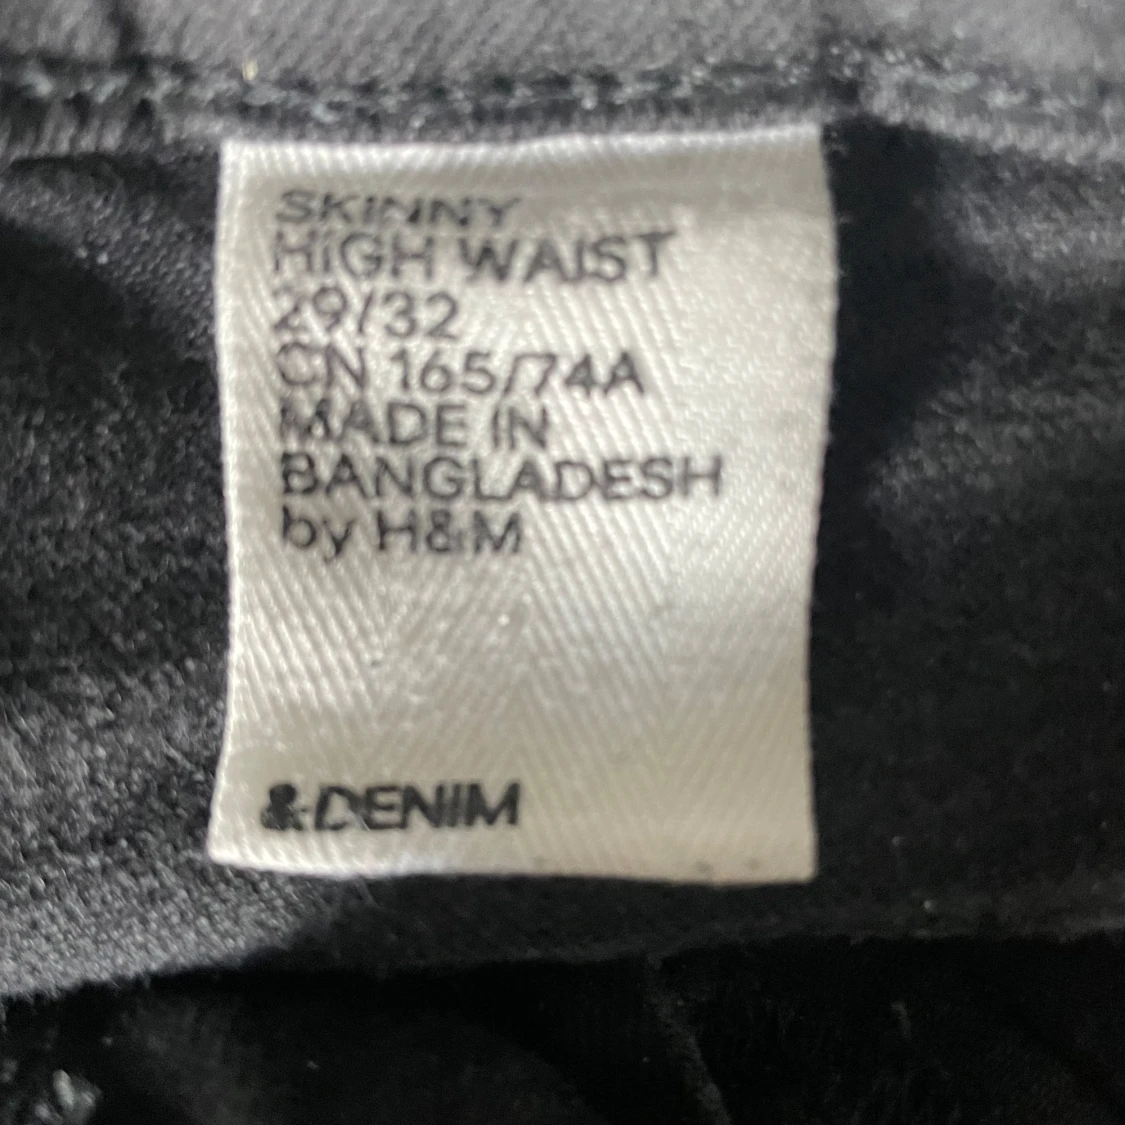 SKINNY
HIGH WAIST
29/32
CN 165/74A
MADE IN
BANGLADESH
by H&M
&DENIM